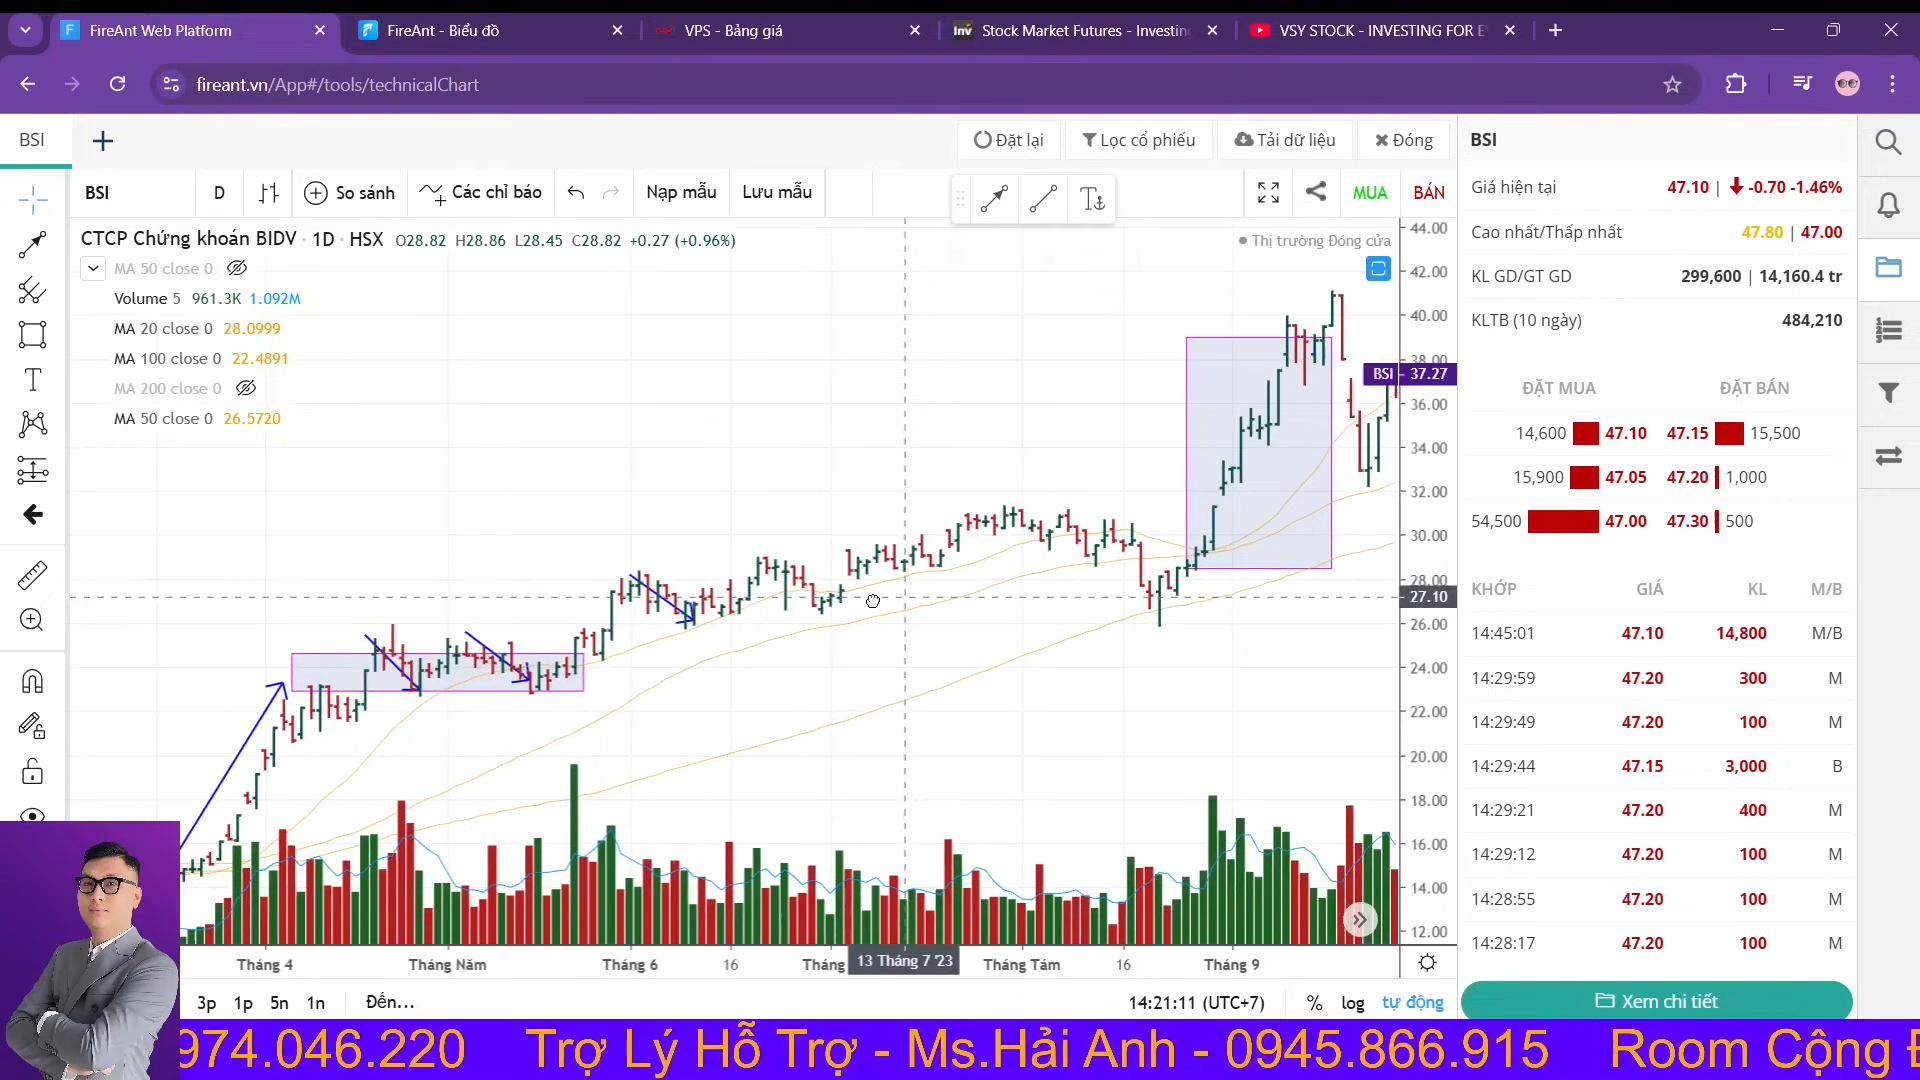 FireAnt Web Platform
FireAnt - Biểu đồ
VPS - Bảng giá
Stock Market Futures - Investin
VSY STOCK - INVESTING FOR E
fireant.vn/App#/tools/technicalChart
BSI
Đặt lại
Lọc cổ phiếu
Tải dữ liệu
Đóng
BSI
BSI
D
So sánh
Các chỉ báo
Nạp mẫu
Lưu mẫu
MUA
BÁN
CTCP Chứng khoán BIDV · 1D · HSX O28.82 H28.86 L28.45 C28.82 +0.27 (+0.96%)
Thị trường Đóng cửa
MA 50 close 0
Volume 5 961.3K 1.092M
MA 20 close 0 28.0999
MA 100 close 0 22.4891
MA 200 close 0
MA 50 close 0 26.5720
44.00
42.00
40.00
38.00
BSI 37.27
36.00
34.00
32.00
30.00
28.00
27.10
26.00
24.00
22.00
20.00
18.00
16.00
14.00
12.00
Tháng 4
Tháng Năm
Tháng 6
16
Tháng
13 Tháng 7 '23
Tháng Tám
16
Tháng 9
3p 1p 5n 1n Đến...
14:21:11 (UTC+7)
% log tự động
Giá hiện tại 47.10 | -0.70 -1.46%
Cao nhất/Thấp nhất 47.80 | 47.00
KL GD/GT GD 299,600 | 14,160.4 tr
KLTB (10 ngày) 484,210
ĐẶT MUA ĐẶT BÁN
14,600 47.10 47.15 15,500
15,900 47.05 47.20 1,000
54,500 47.00 47.30 500
KHỚP GIÁ KL M/B
14:45:01 47.10 14,800 M/B
14:29:59 47.20 300 M
14:29:49 47.20 100 M
14:29:44 47.15 3,000 B
14:29:21 47.20 400 M
14:29:12 47.20 100 M
14:28:55 47.20 100 M
14:28:17 47.20 100 M
Xem chi tiết
974.046.220 Trợ Lý Hỗ Trợ - Ms.Hải Anh - 0945.866.915 Room Cộng